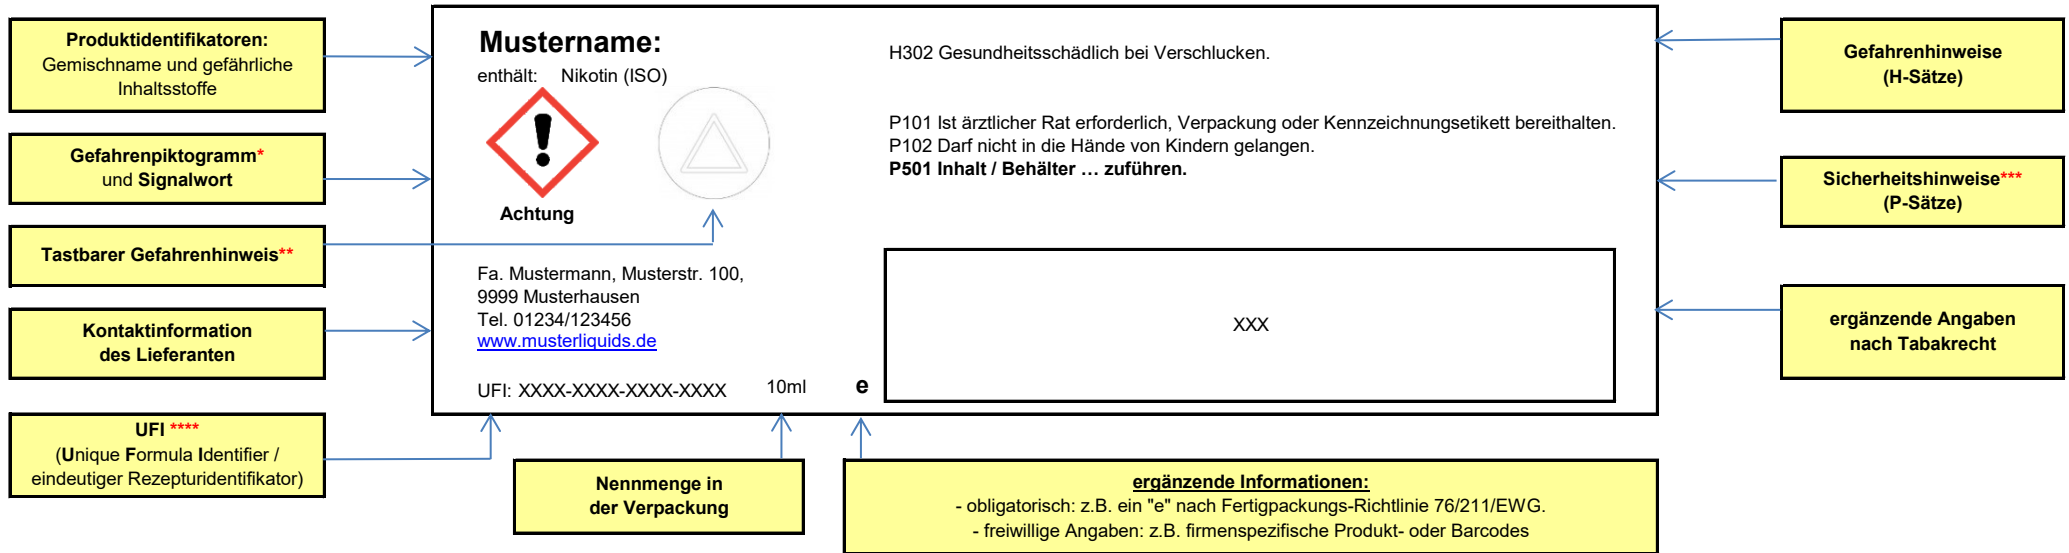 Produktidentifikatoren:
Gemischname und gefährliche
Inhaltsstoffe
Gefahrenpiktogramm*
und Signalwort
Tastbarer Gefahrenhinweis**
Kontaktinformation
des Lieferanten
UFI ****
(Unique Formula Identifier /
eindeutiger Rezepturidentifikator)
Mustername:
enthält: Nikotin (ISO)
Achtung
Fa. Mustermann, Musterstr. 100,
9999 Musterhausen
Tel. 01234/123456
www.musterliquids.de
UFI: XXXX-XXXX-XXXX-XXXX 10ml e
H302 Gesundheitsschädlich bei Verschlucken.
P101 Ist ärztlicher Rat erforderlich, Verpackung oder Kennzeichnungsetikett bereithalten.
P102 Darf nicht in die Hände von Kindern gelangen.
P501 Inhalt / Behälter … zuführen.
XXX
Gefahrenhinweise
(H-Sätze)
Sicherheitshinweise***
(P-Sätze)
ergänzende Angaben
nach Tabakrecht
Nennmenge in
der Verpackung
ergänzende Informationen:
- obligatorisch: z.B. ein "e" nach Fertigpackungs-Richtlinie 76/211/EWG.
- freiwillige Angaben: z.B. firmenspezifische Produkt- oder Barcodes